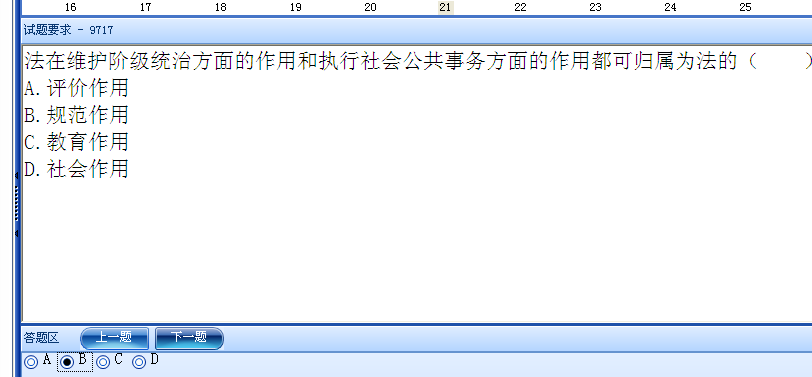 16 17 18 19 20 21 22 23 24 25
试题要求 - 9717
法在维护阶级统治方面的作用和执行社会公共事务方面的作用都可归属为法的（　　）
A.评价作用
B.规范作用
C.教育作用
D.社会作用
答题区 上一题 下一题
A B C D